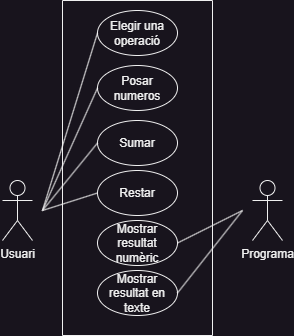 Elegir una
operació
Posar
numeros
Sumar
Restar
Mostrar
resultat
numèric
Mostrar
resultat en
texte
Usuari
Programa